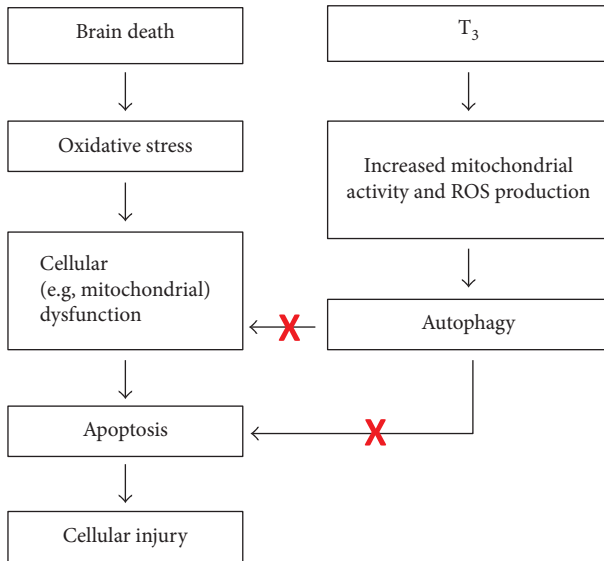 Brain death
Oxidative stress
Cellular
(e.g, mitochondrial)
dysfunction
Apoptosis
Cellular injury
T₃
Increased mitochondrial
activity and ROS production
Autophagy
X
X